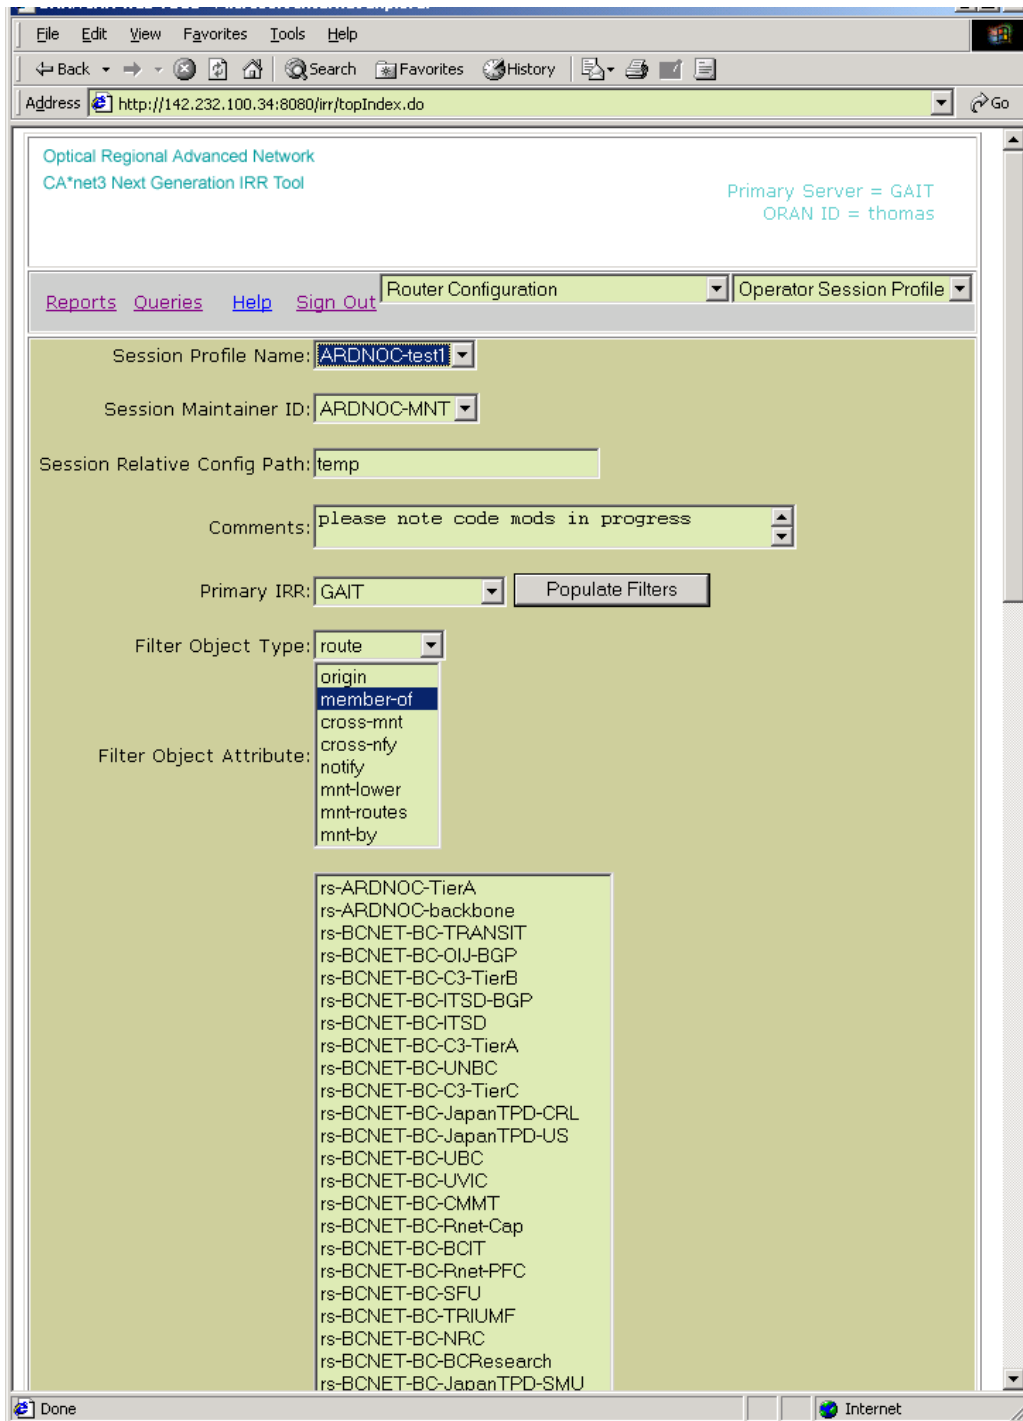 File Edit View Favorites Tools Help
Back Search Favorites History
Address http://142.232.100.34:8080/irr/topIndex.do Go
Optical Regional Advanced Network
CA*net3 Next Generation IRR Tool
Primary Server = GAIT
ORAN ID = thomas
Reports Queries Help Sign Out Router Configuration Operator Session Profile
Session Profile Name: ARDNOC-test1
Session Maintainer ID: ARDNOC-MNT
Session Relative Config Path: temp
Comments: please note code mods in progress
Primary IRR: GAIT Populate Filters
Filter Object Type: route
Filter Object Attribute:
origin
member-of
cross-mnt
cross-nfy
notify
mnt-lower
mnt-routes
mnt-by
rs-ARDNOC-TierA
rs-ARDNOC-backbone
rs-BCNET-BC-TRANSIT
rs-BCNET-BC-OIJ-BGP
rs-BCNET-BC-C3-TierB
rs-BCNET-BC-ITSD-BGP
rs-BCNET-BC-ITSD
rs-BCNET-BC-C3-TierA
rs-BCNET-BC-UNBC
rs-BCNET-BC-C3-TierC
rs-BCNET-BC-JapanTPD-CRL
rs-BCNET-BC-JapanTPD-US
rs-BCNET-BC-UBC
rs-BCNET-BC-UVIC
rs-BCNET-BC-CMMT
rs-BCNET-BC-Rnet-Cap
rs-BCNET-BC-BCIT
rs-BCNET-BC-Rnet-PFC
rs-BCNET-BC-SFU
rs-BCNET-BC-TRIUMF
rs-BCNET-BC-NRC
rs-BCNET-BC-BCResearch
rs-BCNET-BC-JapanTPD-SMU
Done Internet